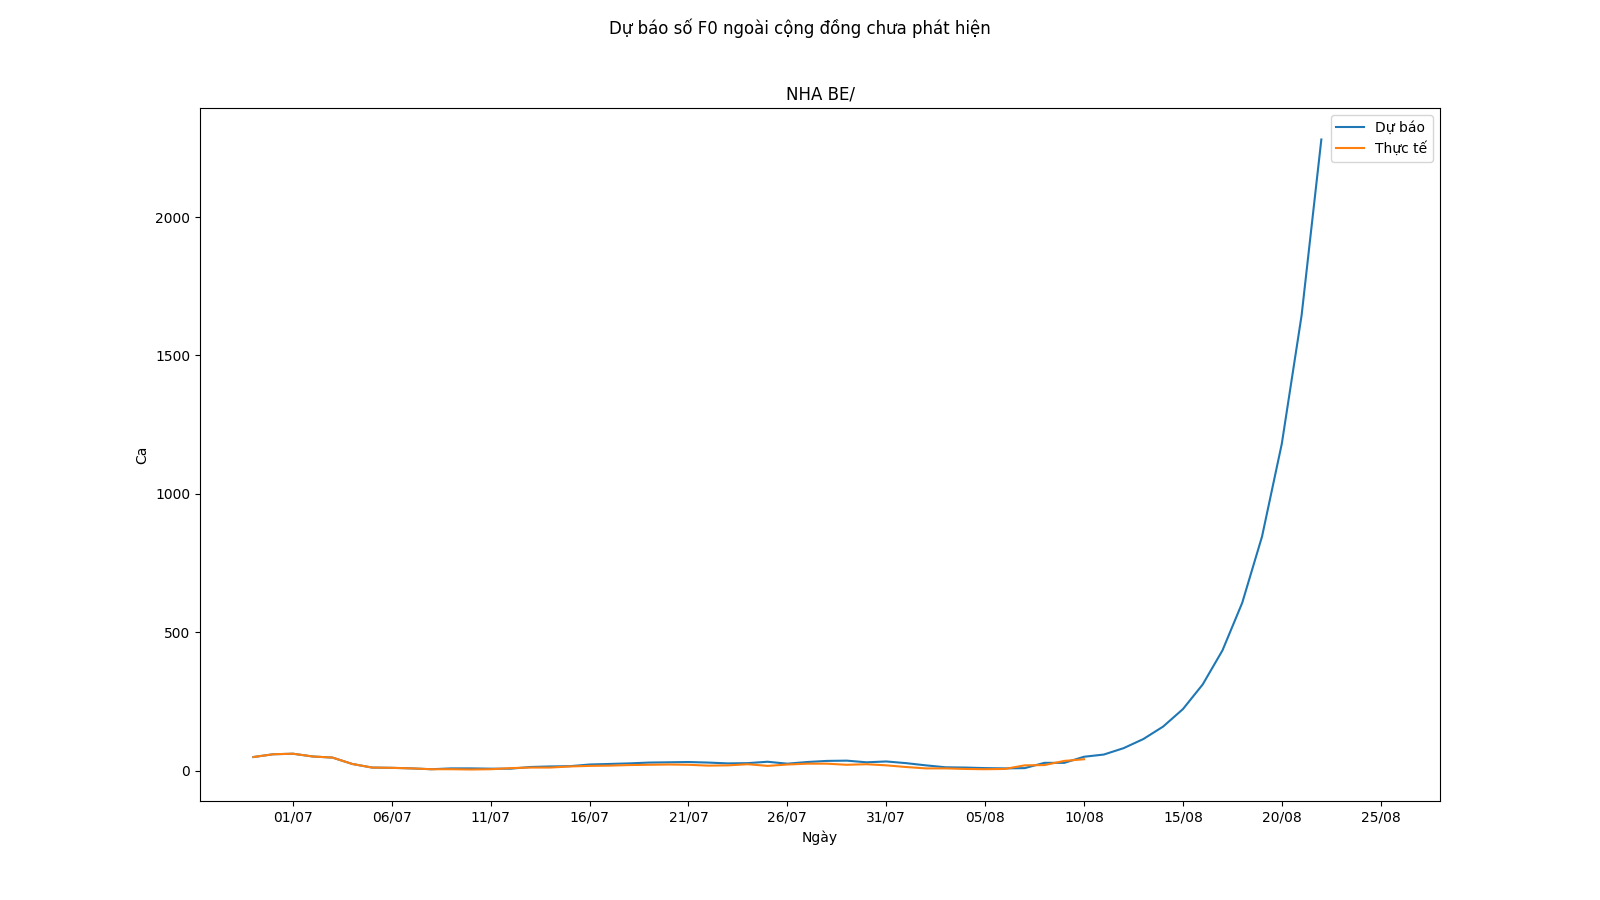 Dự báo số F0 ngoài cộng đồng chưa phát hiện
NHA BE/
Dự báo
Thực tế
2000
1500
1000
500
0
Ca
01/07 06/07 11/07 16/07 21/07 26/07 31/07 05/08 10/08 15/08 20/08 25/08
Ngày